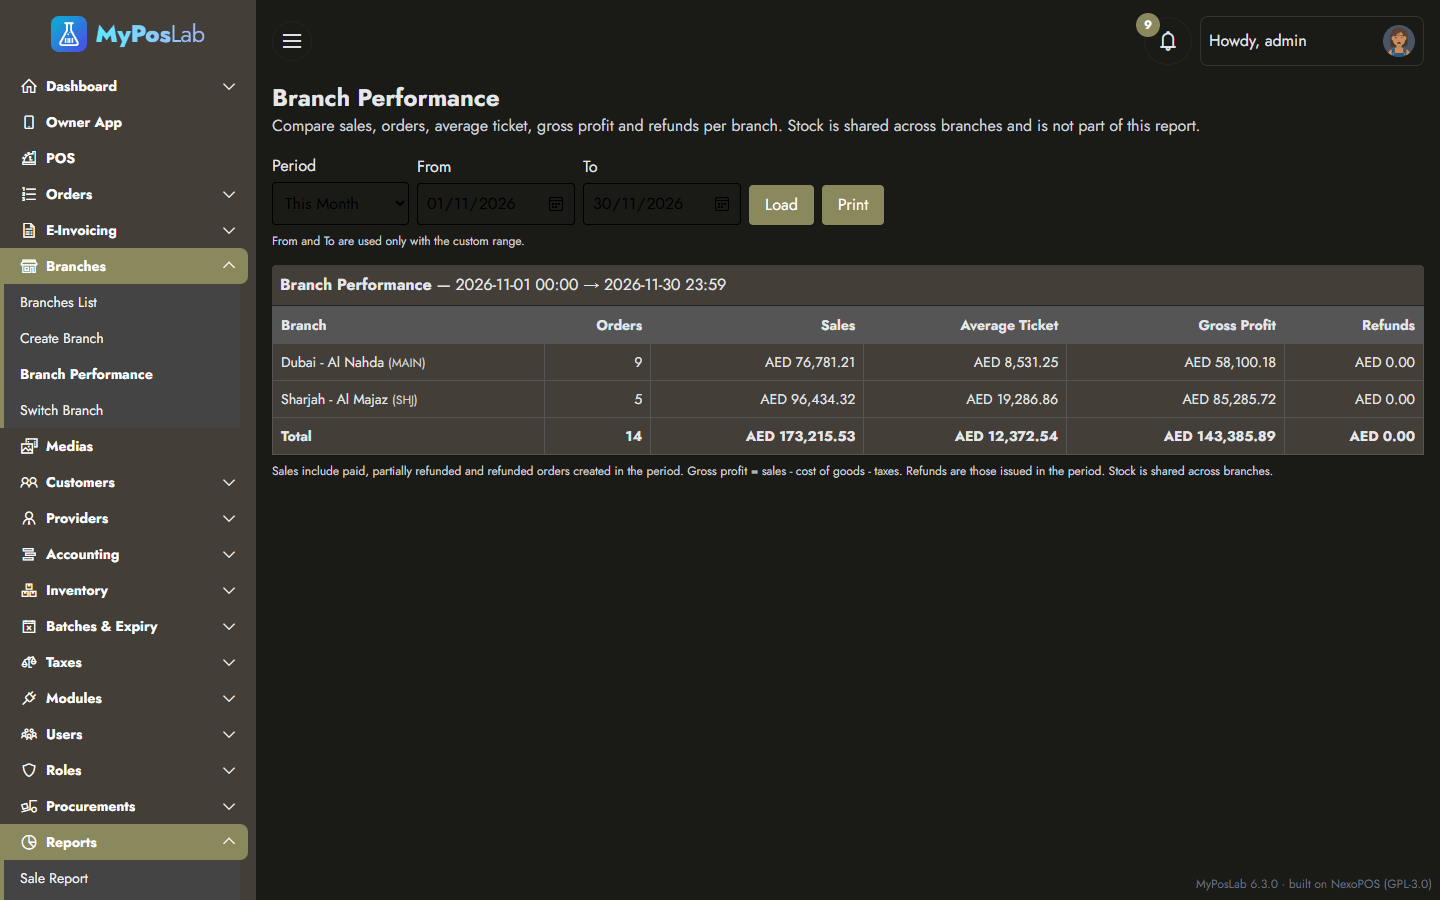 MyPosLab
Dashboard
Owner App
POS
Orders
E-Invoicing
Branches
Branches List
Create Branch
Branch Performance
Switch Branch
Medias
Customers
Providers
Accounting
Inventory
Batches & Expiry
Taxes
Modules
Users
Roles
Procurements
Reports
Sale Report
9
Howdy, admin
Branch Performance
Compare sales, orders, average ticket, gross profit and refunds per branch. Stock is shared across branches and is not part of this report.
Period From To
This Month 01/11/2026 30/11/2026 Load Print
From and To are used only with the custom range.
Branch Performance — 2026-11-01 00:00 → 2026-11-30 23:59
Branch Orders Sales Average Ticket Gross Profit Refunds
Dubai - Al Nahda (MAIN) 9 AED 76,781.21 AED 8,531.25 AED 58,100.18 AED 0.00
Sharjah - Al Majaz (SHJ) 5 AED 96,434.32 AED 19,286.86 AED 85,285.72 AED 0.00
Total 14 AED 173,215.53 AED 12,372.54 AED 143,385.89 AED 0.00
Sales include paid, partially refunded and refunded orders created in the period. Gross profit = sales - cost of goods - taxes. Refunds are those issued in the period. Stock is shared across branches.
MyPosLab 6.3.0 · built on NexoPOS (GPL-3.0)